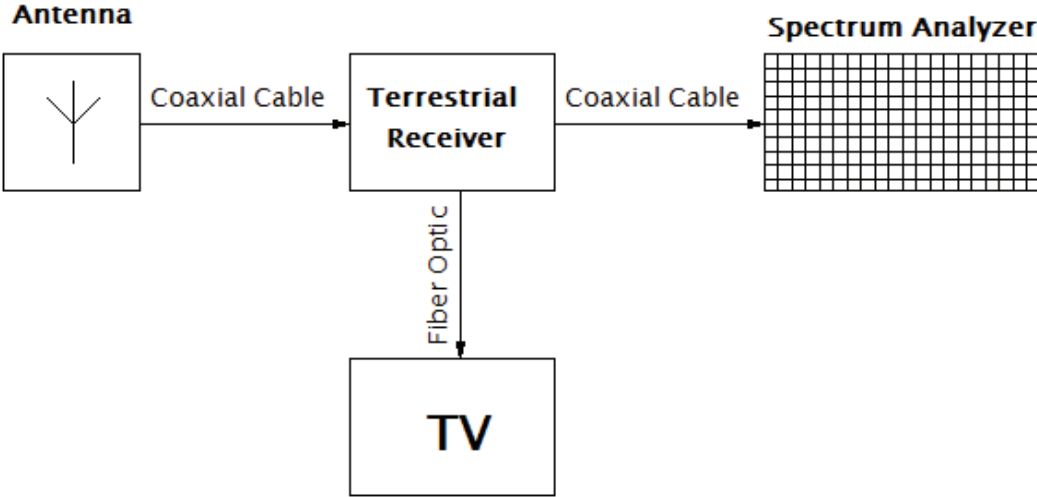 Antenna
Spectrum Analyzer
Coaxial Cable
Terrestrial
Receiver
Coaxial Cable
Fiber Optic
TV